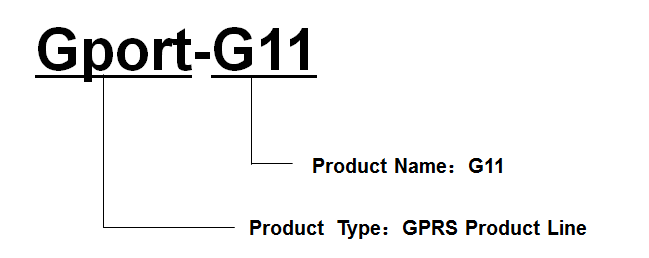 Gport-G11
Product Name：G11
Product Type：GPRS Product Line